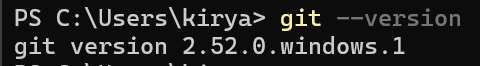 PS C:\Users\kirya> git --version
git version 2.52.0.windows.1